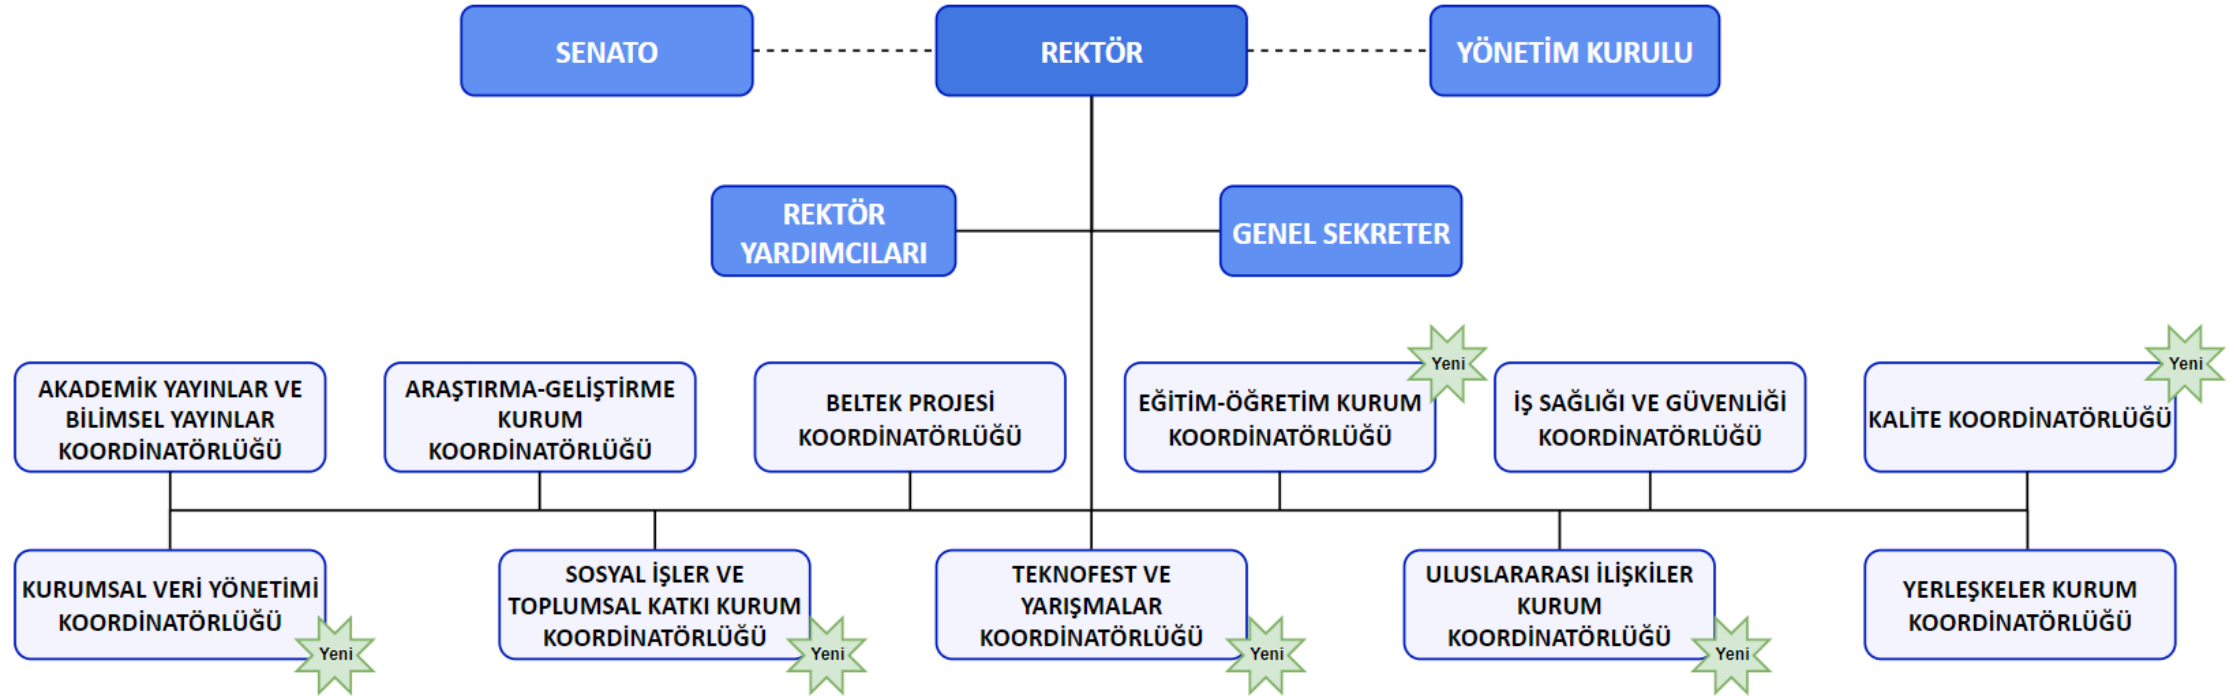 SENATO
REKTÖR
YÖNETİM KURULU
REKTÖR
YARDIMCILARI
GENEL SEKRETER
AKADEMİK YAYINLAR VE
BİLİMSEL YAYINLAR
KOORDİNATÖRLÜĞÜ
ARAŞTIRMA-GELİŞTİRME
KURUM
KOORDİNATÖRLÜĞÜ
BELTEK PROJESİ
KOORDİNATÖRLÜĞÜ
EĞİTİM-ÖĞRETİM KURUM
KOORDİNATÖRLÜĞÜ
Yeni
İŞ SAĞLIĞI VE GÜVENLİĞİ
KOORDİNATÖRLÜĞÜ
KALİTE KOORDİNATÖRLÜĞÜ
Yeni
KURUMSAL VERİ YÖNETİMİ
KOORDİNATÖRLÜĞÜ
Yeni
SOSYAL İŞLER VE
TOPLUMSAL KATKI KURUM
KOORDİNATÖRLÜĞÜ
Yeni
TEKNOFEST VE
YARIŞMALAR
KOORDİNATÖRLÜĞÜ
Yeni
ULUSLARARASI İLİŞKİLER
KURUM
KOORDİNATÖRLÜĞÜ
Yeni
YERLEŞKELER KURUM
KOORDİNATÖRLÜĞÜ